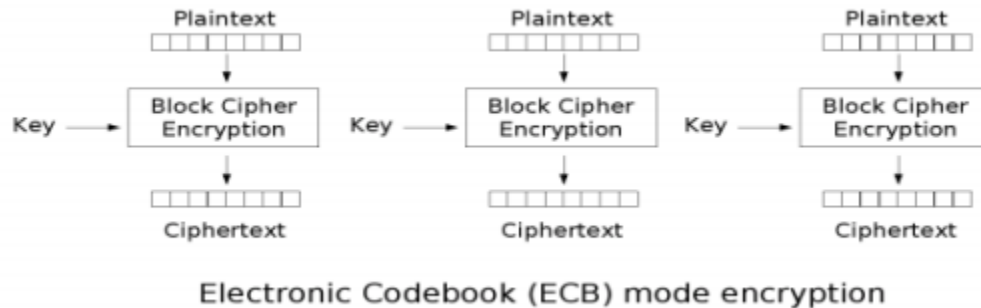 Plaintext Plaintext Plaintext
Block Cipher Block Cipher Block Cipher
Key Encryption Key Encryption Key Encryption
Ciphertext Ciphertext Ciphertext
Electronic Codebook (ECB) mode encryption